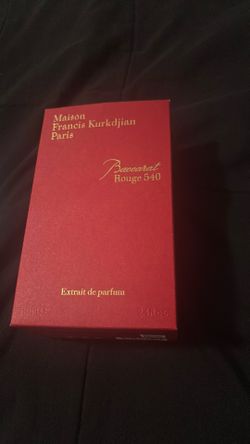 Maison
Francis Kurkdjian
Paris
Baccarat
Rouge 540
Extrait de parfum